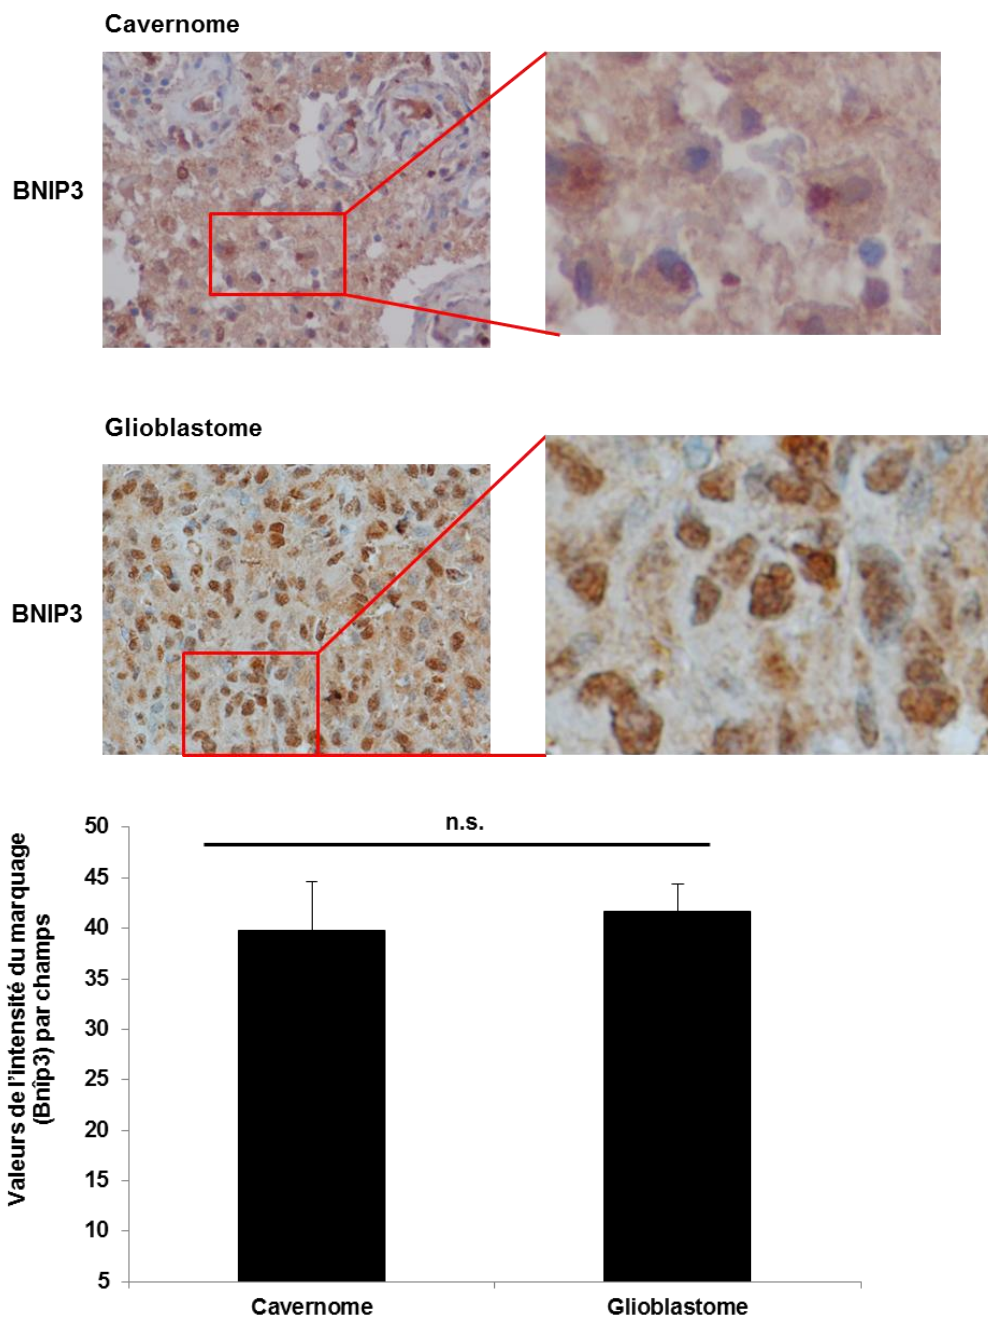 Cavernome
BNIP3
Glioblastome
BNIP3
n.s.
Valeurs de l'intensité du marquage
(Bnîp3) par champs
50
45
40
35
30
25
20
15
10
5
Cavernome
Glioblastome